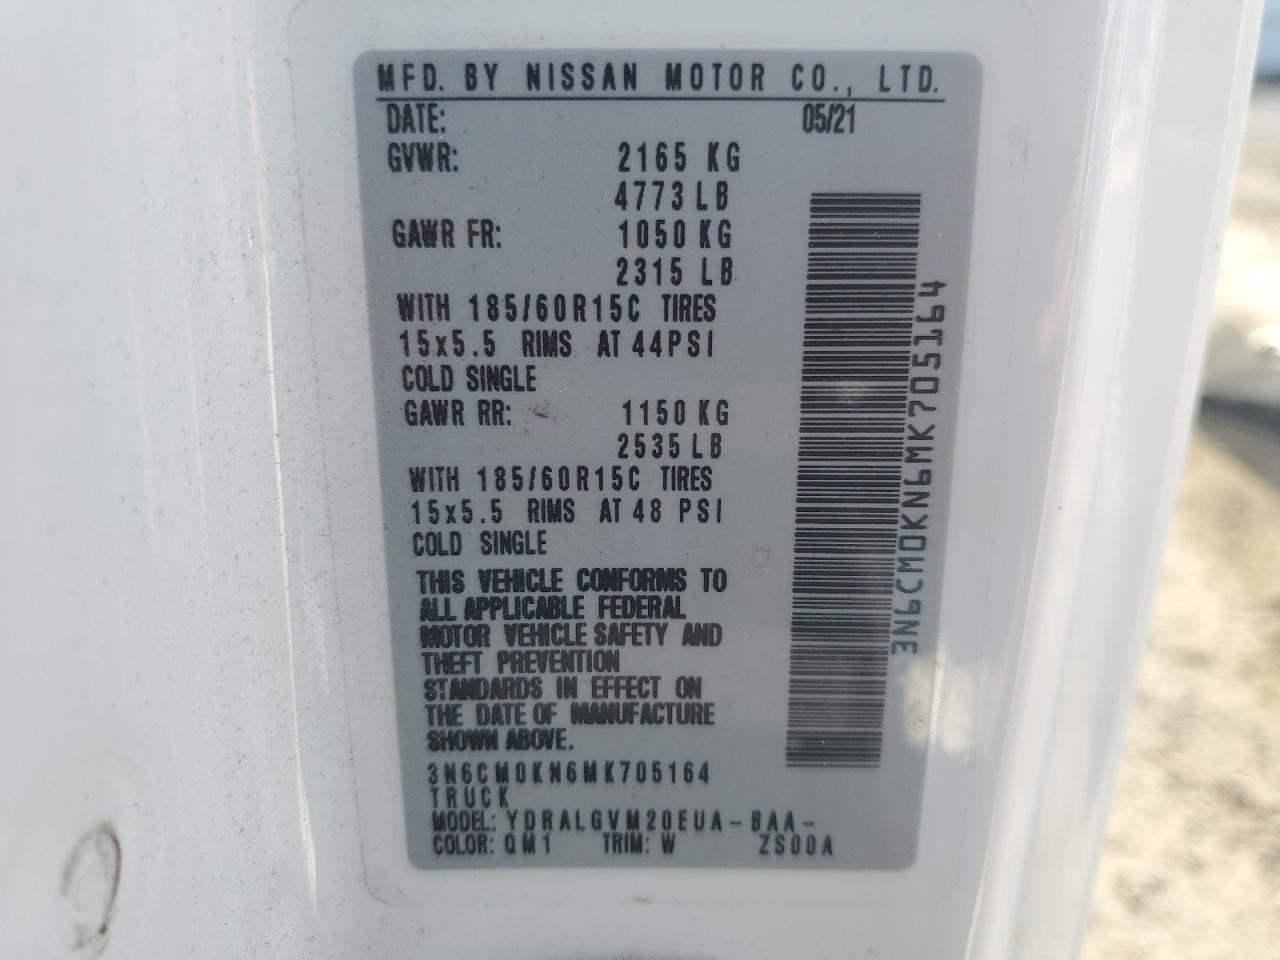 MFD. BY NISSAN MOTOR CO., LTD.
DATE: 05/21
GVWR: 2165 KG
4773 LB
GAWR FR: 1050 KG
2315 LB
WITH 185/60R15C TIRES
15x5.5 RIMS AT 44PSI
COLD SINGLE
GAWR RR: 1150 KG
2535 LB
WITH 185/60R15C TIRES
15x5.5 RIMS AT 48 PSI
COLD SINGLE
THIS VEHICLE CONFORMS TO
ALL APPLICABLE FEDERAL
MOTOR VEHICLE SAFETY AND
THEFT PREVENTION
STANDARDS IN EFFECT ON
THE DATE OF MANUFACTURE
SHOWN ABOVE.
3N6CM0KN6MK705164
TRUCK
MODEL: YDRALGVM20EUA-BAA-
COLOR: QM1 TRIM: W ZS00A
3N6CM0KN6MK705164